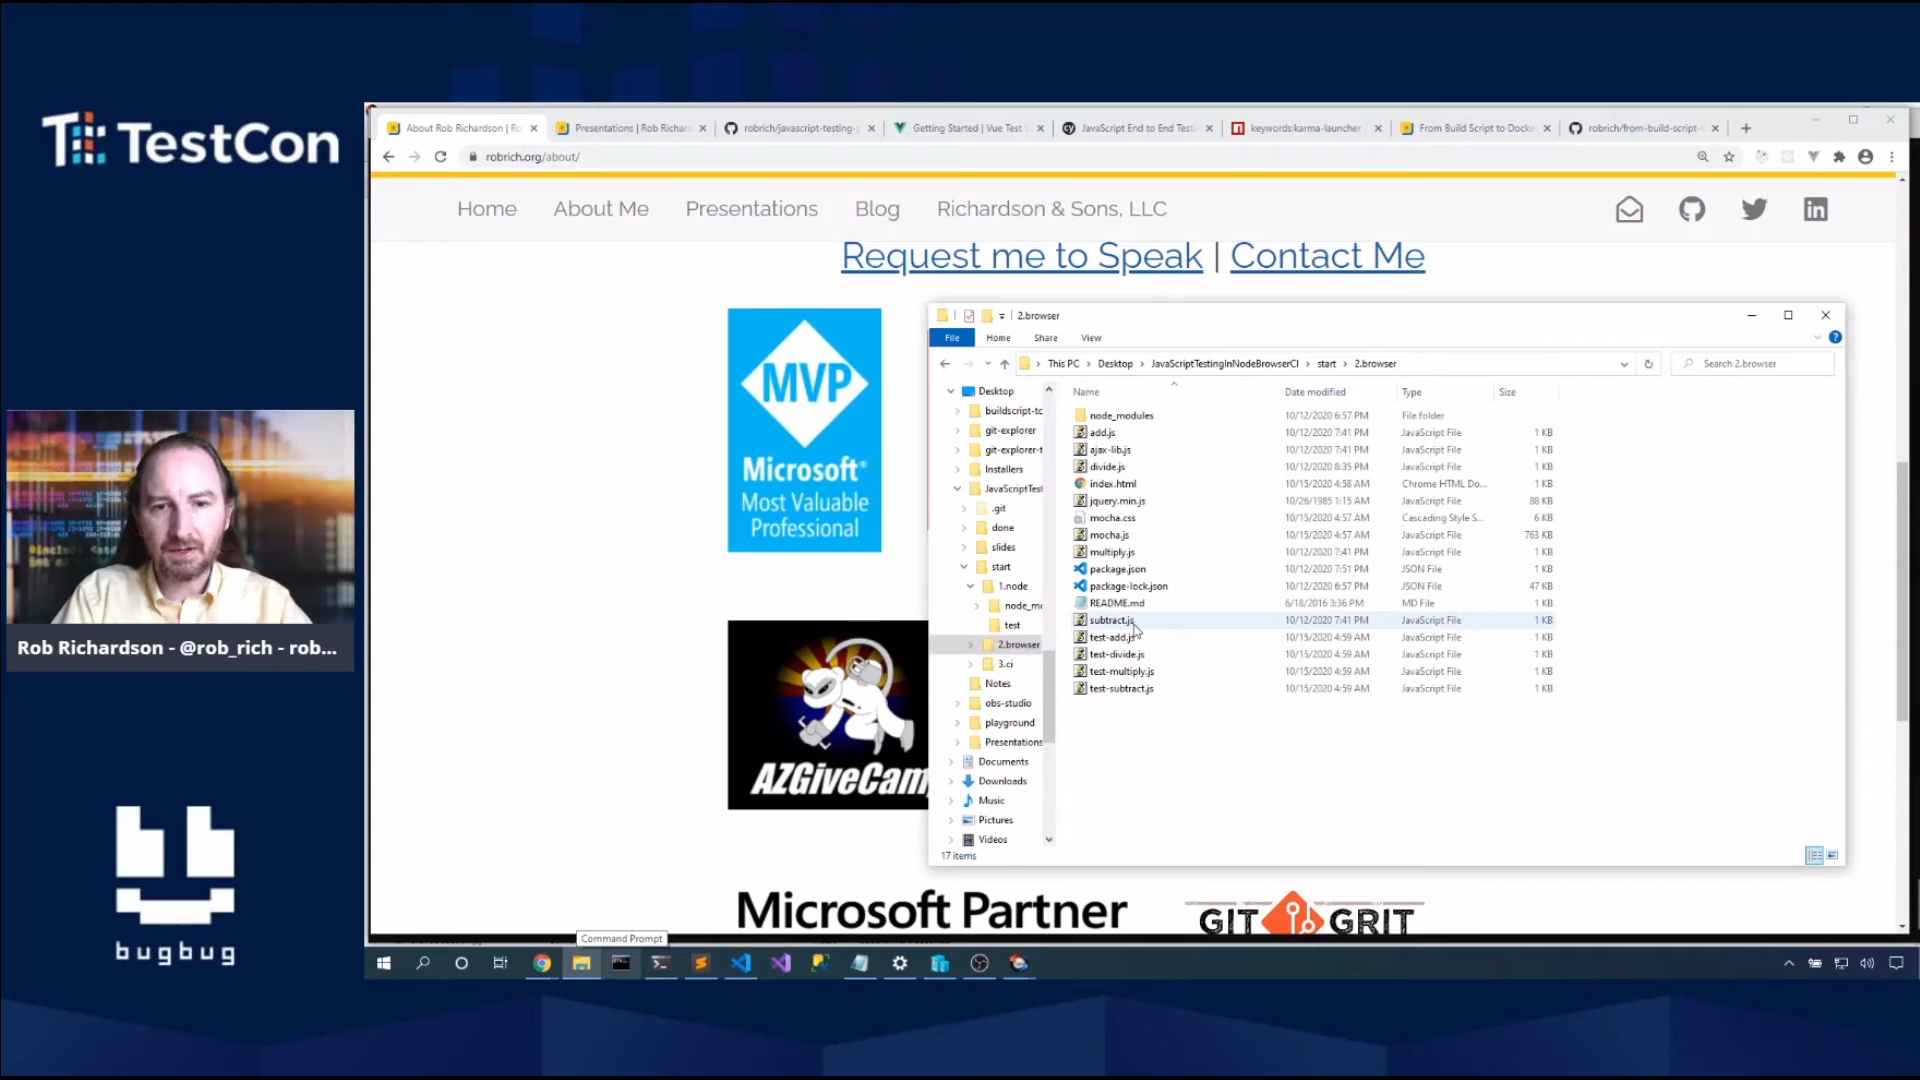 TestCon
About Rob Richardson | Ro
Presentations | Rob Richar
robrich/javascript-testing-
Getting Started | Vue Test
JavaScript End to End Testi
keywords:karma-launcher
From Build Script to Docke
robrich/from-build-script-
robrich.org/about/
Home
About Me
Presentations
Blog
Richardson & Sons, LLC
Request me to Speak | Contact Me
MVP
Microsoft®
Most Valuable
Professional
AZGiveCam
Microsoft Partner
GIT GRIT
2.browser
File
Home
Share
View
This PC > Desktop > JavaScriptTestingInNodeBrowserCI > start > 2.browser
Search 2.browser
Name Date modified Type Size
Desktop
buildscript-to
git-explorer
git-explorer-t
Installers
JavaScriptTest
.git
done
slides
start
1.node
node_mo
test
2.browser
3.ci
Notes
obs-studio
playground
Presentations
Documents
Downloads
Music
Pictures
Videos
node_modules 10/12/2020 6:57 PM File folder
add.js 10/12/2020 7:41 PM JavaScript File 1 KB
ajax-lib.js 10/12/2020 7:41 PM JavaScript File 1 KB
divide.js 10/12/2020 8:35 PM JavaScript File 1 KB
index.html 10/15/2020 4:58 AM Chrome HTML Do... 1 KB
jquery.min.js 10/26/1985 1:15 AM JavaScript File 88 KB
mocha.css 10/15/2020 4:57 AM Cascading Style S... 6 KB
mocha.js 10/15/2020 4:57 AM JavaScript File 763 KB
multiply.js 10/12/2020 7:41 PM JavaScript File 1 KB
package.json 10/12/2020 7:51 PM JSON File 1 KB
package-lock.json 10/12/2020 6:57 PM JSON File 47 KB
README.md 6/18/2016 3:36 PM MD File 1 KB
subtract.js 10/12/2020 7:41 PM JavaScript File 1 KB
test-add.js 10/15/2020 4:59 AM JavaScript File 1 KB
test-divide.js 10/15/2020 4:59 AM JavaScript File 1 KB
test-multiply.js 10/15/2020 4:59 AM JavaScript File 1 KB
test-subtract.js 10/15/2020 4:59 AM JavaScript File 1 KB
17 items
Command Prompt
Rob Richardson - @rob_rich - rob...
bugbug